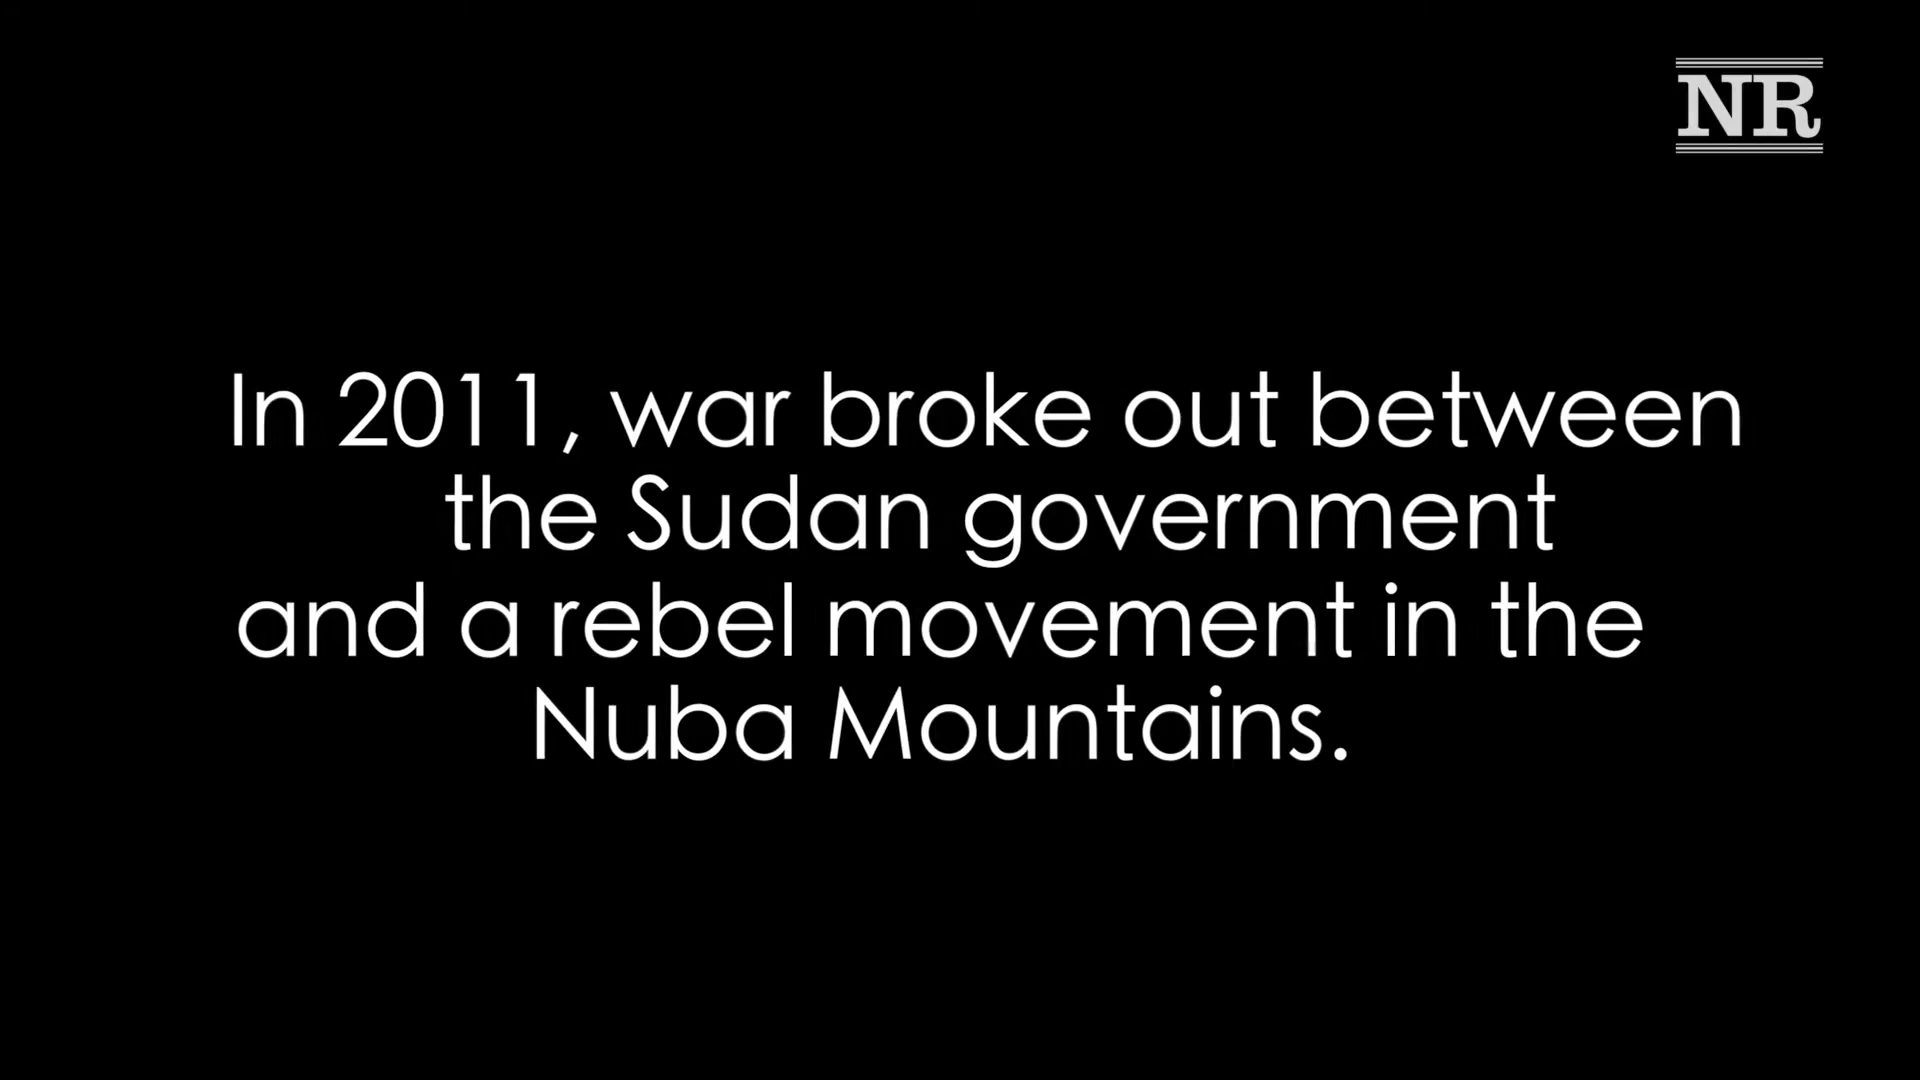 NR
In 2011, war broke out between
the Sudan government
and a rebel movement in the
Nuba Mountains.